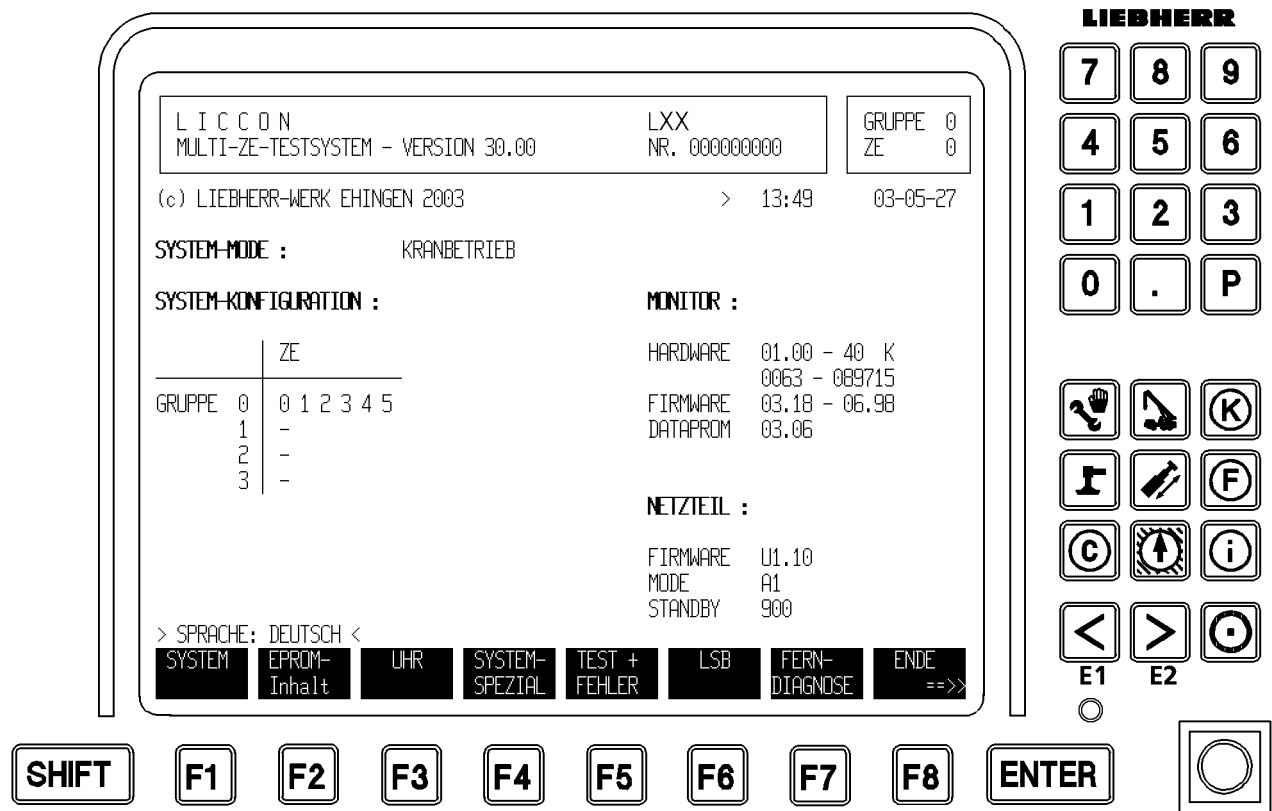 LIEBHERR
L I C C O N LXX GRUPPE 0
MULTI-ZE-TESTSYSTEM - VERSION 30.00 NR. 000000000 ZE 0
(c) LIEBHERR-WERK EHINGEN 2003 > 13:49 03-05-27
SYSTEM-MODE : KRANBETRIEB
SYSTEM-KONFIGURATION : MONITOR :
ZE HARDWARE 01.00 - 40 K
0063 - 089715
GRUPPE 0 0 1 2 3 4 5 FIRMWARE 03.18 - 06.98
1 - DATAPROM 03.06
2 -
3 -
NETZTEIL :
FIRMWARE U1.10
MODE A1
STANDBY 900
> SPRACHE: DEUTSCH <
SYSTEM EPROM- UHR SYSTEM- TEST + LSB FERN- ENDE
Inhalt SPEZIAL FEHLER DIAGNOSE ==>>
7 8 9
4 5 6
1 2 3
0 . P
K
F
C i
< >
E1 E2
SHIFT F1 F2 F3 F4 F5 F6 F7 F8 ENTER